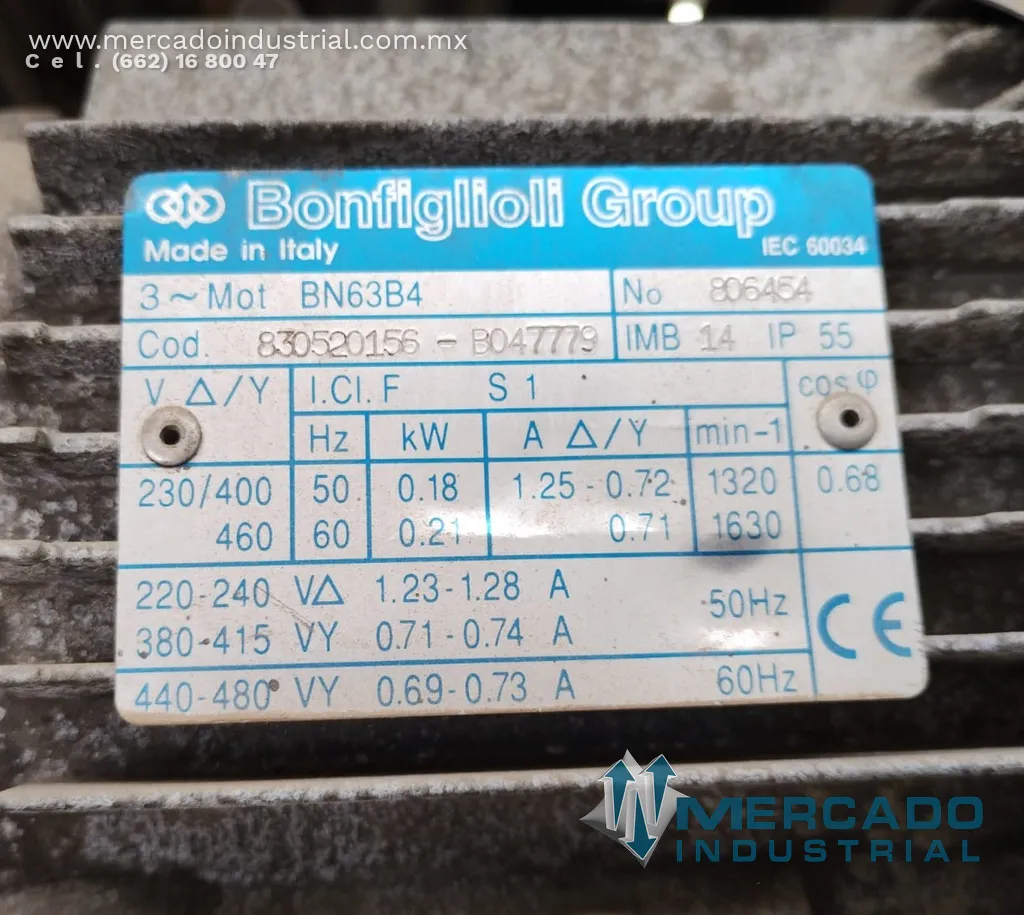 www.mercadoindustrial.com.mx
Cel. (662) 16 800 47
Bonfiglioli Group
Made in Italy IEC 60034
3~Mot BN63B4 No 806454
Cod. 830520156 - B047779 IMB 14 IP 55
V Δ/Y I.Cl.F S 1 cos φ
Hz kW A Δ/Y min-1
230/400 50 0.18 1.25-0.72 1320 0.68
460 60 0.21 0.71 1630
220-240 VΔ 1.23-1.28 A 50Hz
380-415 VY 0.71-0.74 A
440-480 VY 0.69-0.73 A 60Hz
CE
MERCADO
INDUSTRIAL